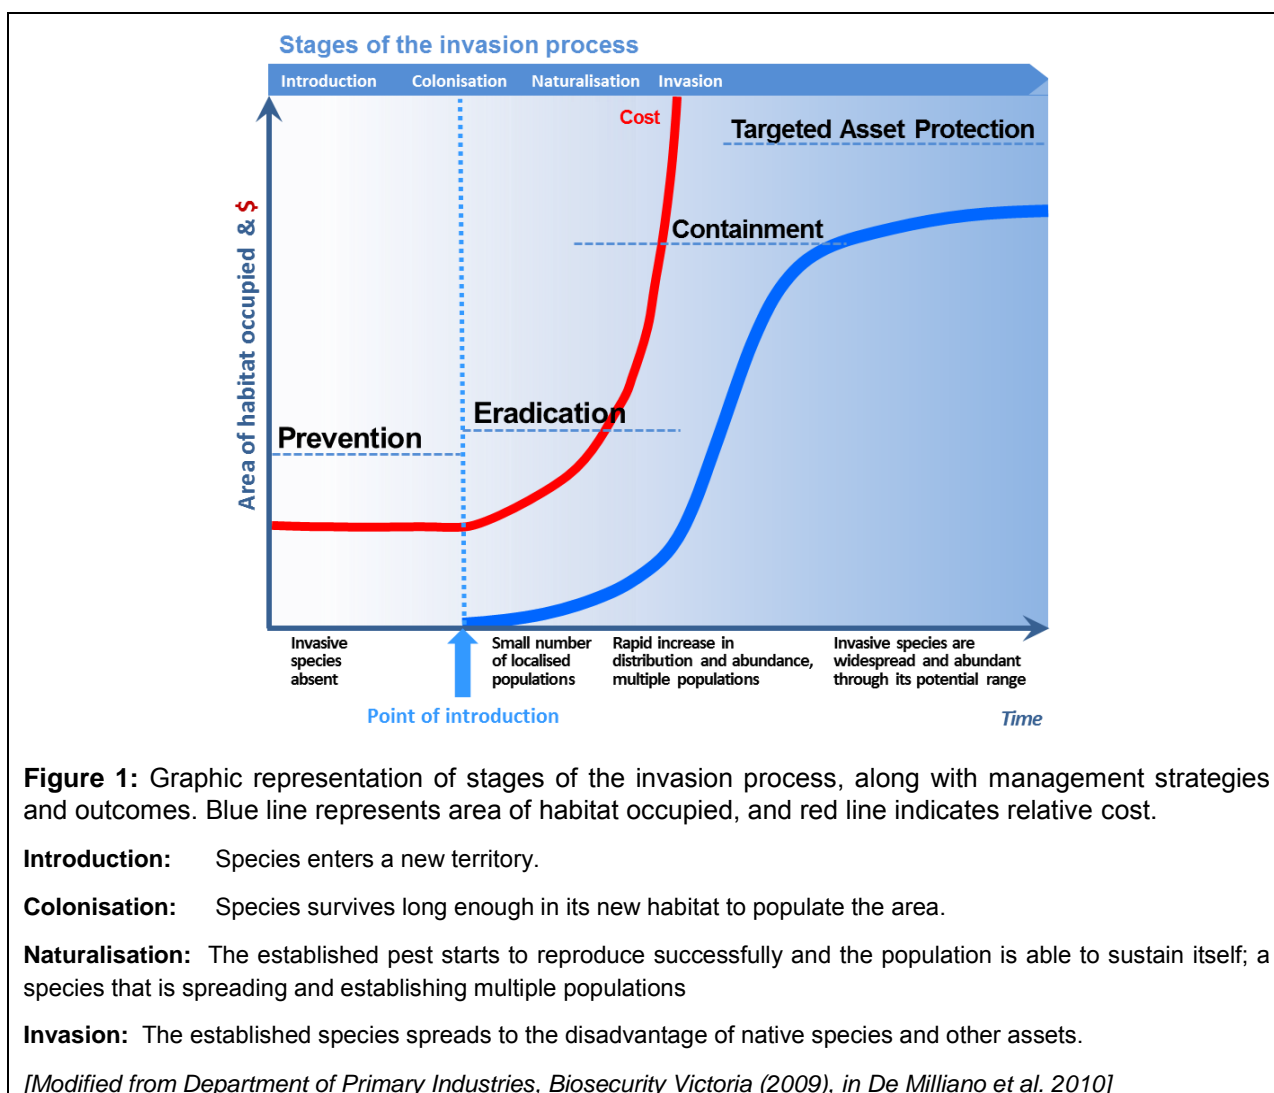 Stages of the invasion process
Introduction Colonisation Naturalisation Invasion
Cost
Targeted Asset Protection
Containment
Eradication
Prevention
Area of habitat occupied & $
Invasive
species
absent
Small number
of localised
populations
Rapid increase in
distribution and abundance,
multiple populations
Invasive species are
widespread and abundant
through its potential range
Point of introduction
Time
Figure 1: Graphic representation of stages of the invasion process, along with management strategies
and outcomes. Blue line represents area of habitat occupied, and red line indicates relative cost.
Introduction: Species enters a new territory.
Colonisation: Species survives long enough in its new habitat to populate the area.
Naturalisation: The established pest starts to reproduce successfully and the population is able to sustain itself; a
species that is spreading and establishing multiple populations
Invasion: The established species spreads to the disadvantage of native species and other assets.
[Modified from Department of Primary Industries, Biosecurity Victoria (2009), in De Milliano et al. 2010]